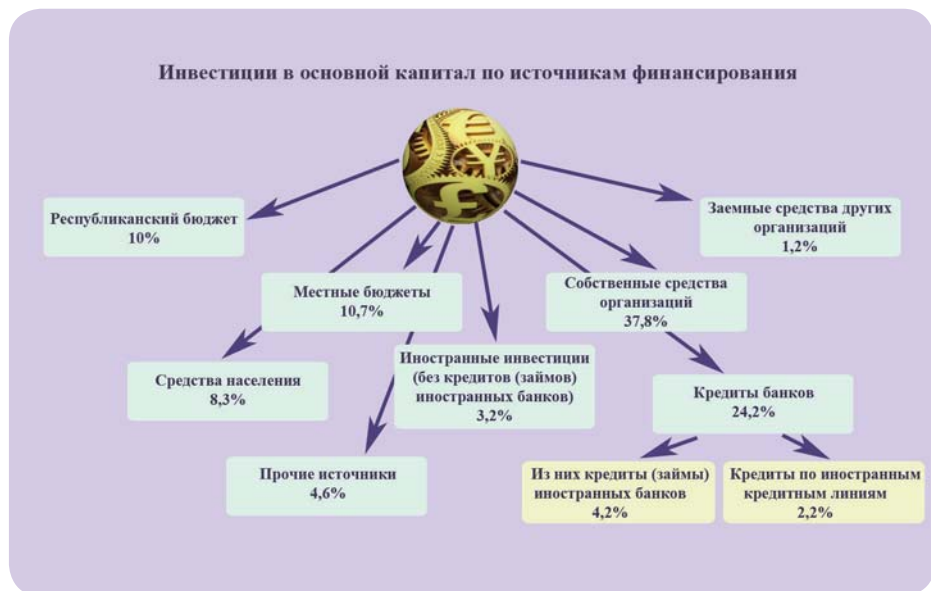 Инвестиции в основной капитал по источникам финансирования
Республиканский бюджет
10%
Заемные средства других
организаций
1,2%
Местные бюджеты
10,7%
Собственные средства
организаций
37,8%
Средства населения
8,3%
Иностранные инвестиции
(без кредитов (займов)
иностранных банков)
3,2%
Кредиты банков
24,2%
Прочие источники
4,6%
Из них кредиты (займы)
иностранных банков
4,2%
Кредиты по иностранным
кредитным линиям
2,2%